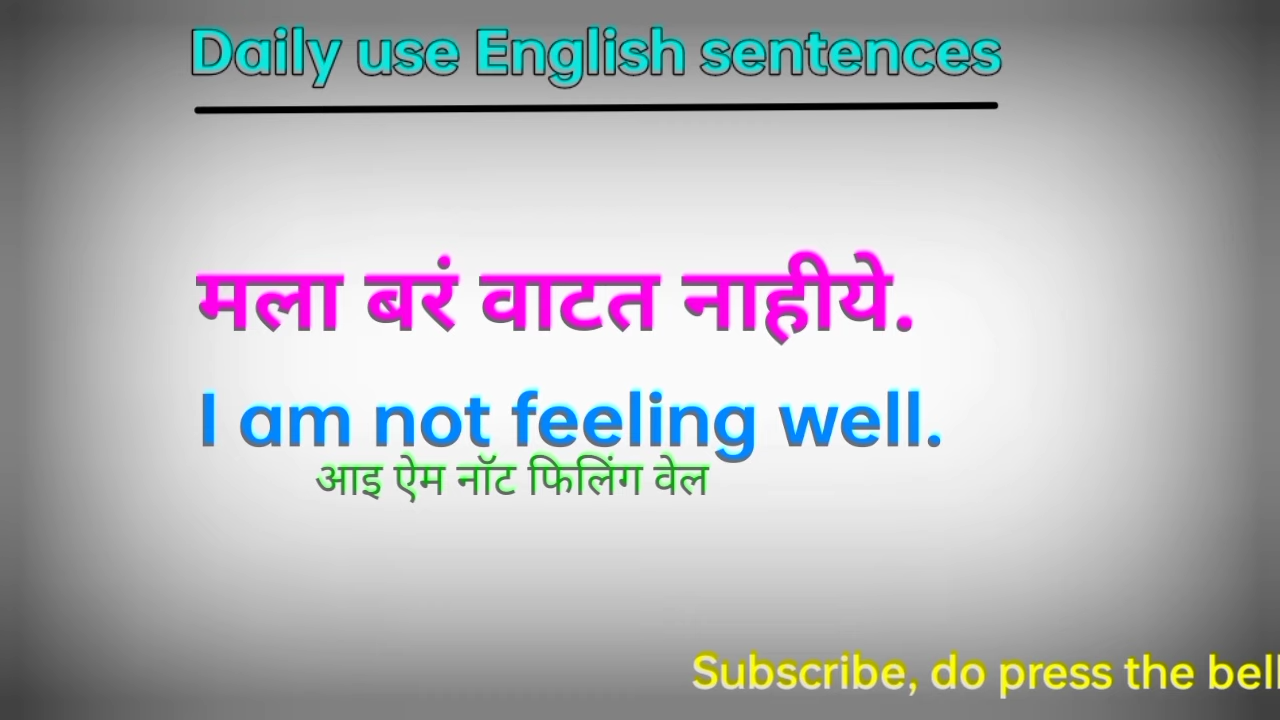 Daily use English sentences
मला बरं वाटत नाहीये.
I am not feeling well.
आइ ऐम नॉट फिलिंग वेल
Subscribe, do press the bell